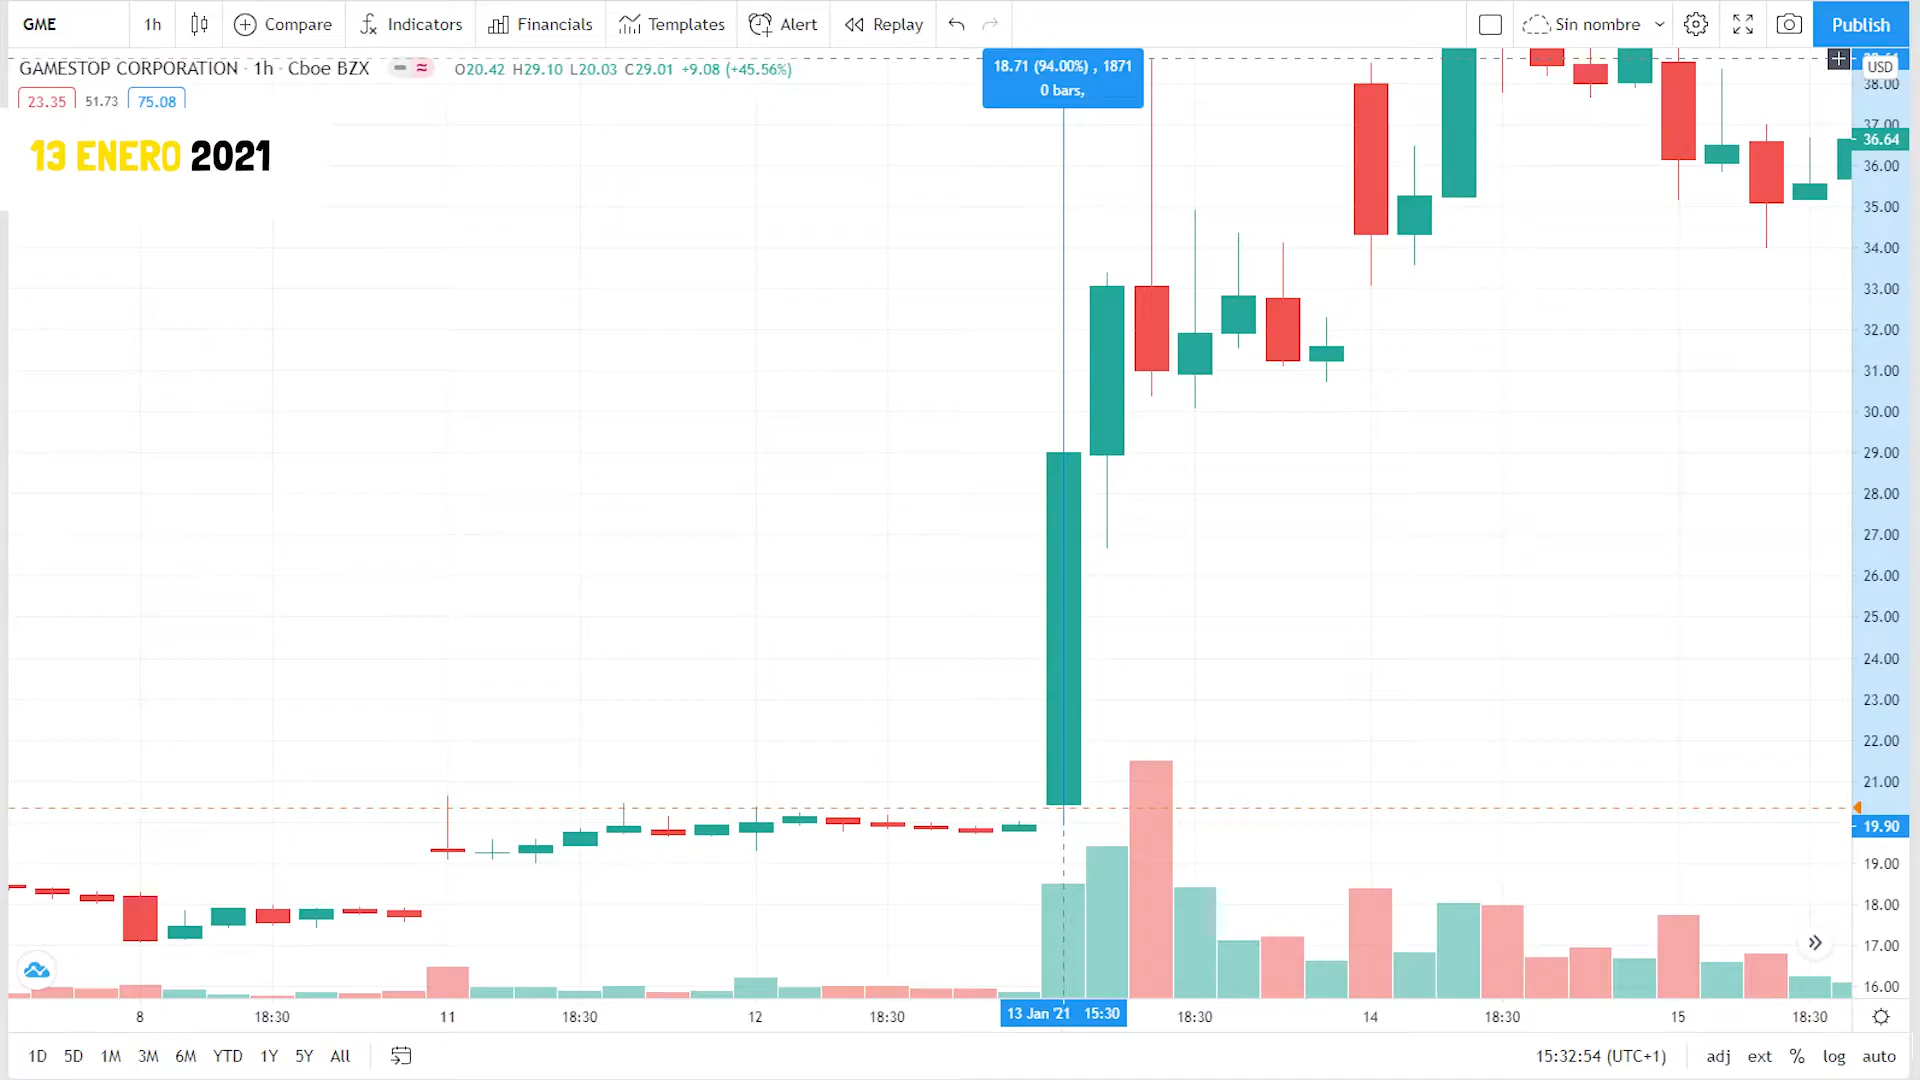 GME 1h Compare Indicators Financials Templates Alert Replay Sin nombre Publish
GAMESTOP CORPORATION · 1h · Cboe BZX O20.42 H29.10 L20.03 C29.01 +9.08 (+45.56%)
23.35 51.73 75.08
13 ENERO 2021
18.71 (94.00%) , 1871
0 bars,
USD
38.00
37.00
36.64
36.00
35.00
34.00
33.00
32.00
31.00
30.00
29.00
28.00
27.00
26.00
25.00
24.00
23.00
22.00
21.00
19.90
19.00
18.00
17.00
16.00
8 18:30 11 18:30 12 18:30 13 Jan '21 15:30 18:30 14 18:30 15 18:30
1D 5D 1M 3M 6M YTD 1Y 5Y All 15:32:54 (UTC+1) adj ext % log auto